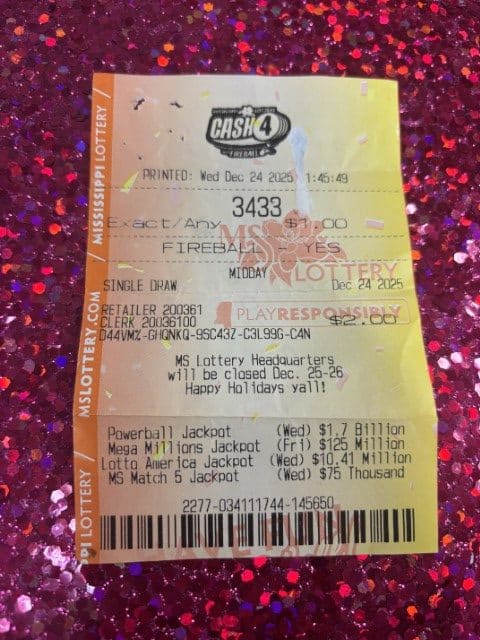 CASH 4
FIREBALL
PRINTED: Wed Dec 24 2025 1:45:49
3433
Exact/Any $1.00
FIREBALL - YES
MS LOTTERY
MIDDAY
SINGLE DRAW Dec 24 2025
RETAILER 200361
CLERK 20036100 $2.00
PLAY RESPONSIBLY
D44VM%-GHQNKQ-9SC43Z-C3L99G-C4N
MS Lottery Headquarters
will be closed Dec. 25-26
Happy Holidays yall!
Powerball Jackpot (Wed) $1.7 Billion
Mega Millions Jackpot (Fri) $125 Million
Lotto America Jackpot (Wed) $10.41 Million
MS Match 5 Jackpot (Wed) $75 Thousand
2277-034111744-145650
MISSISSIPPI LOTTERY /
MSLOTTERY.COM /
PI LOTTERY /